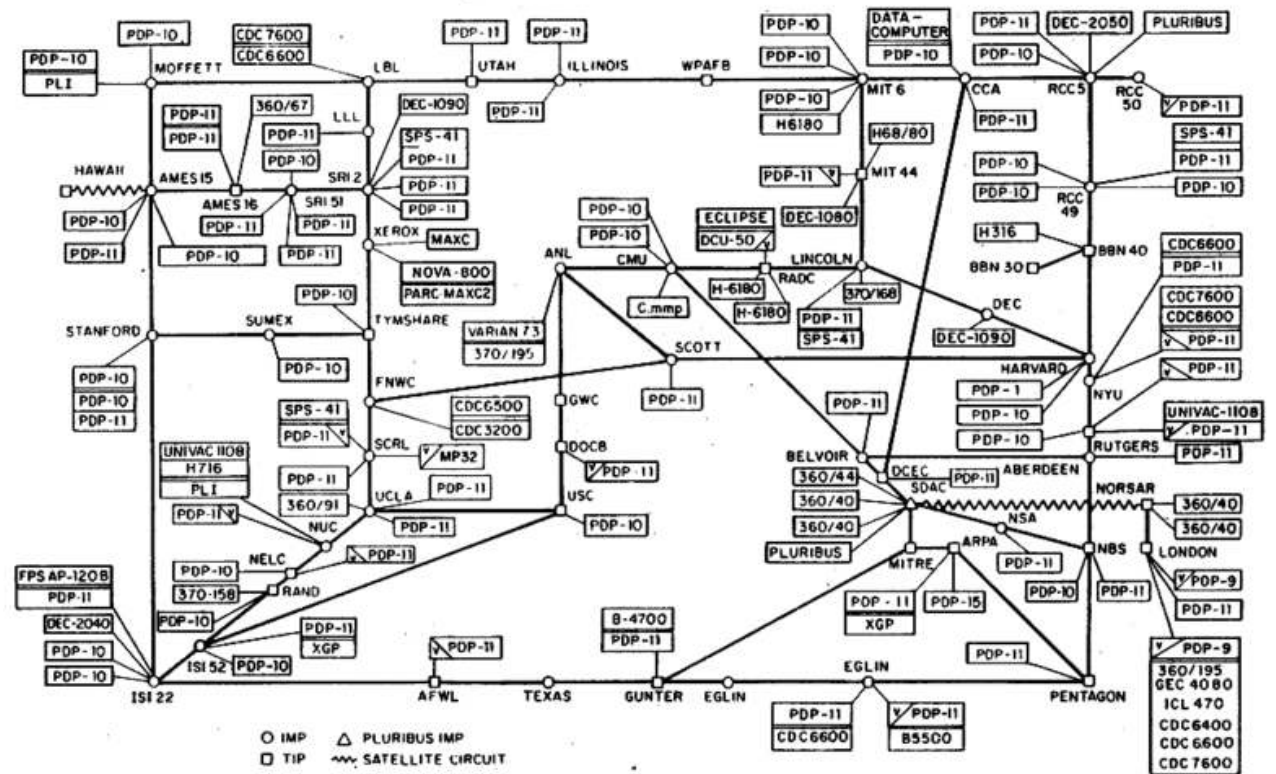 PDP-10
CDC7600
CDC6600
PDP-11
PDP-11
PDP-10
PDP-10
PDP-10
H6180
DATA-
COMPUTER
PDP-10
PDP-11
PDP-10
DEC-2050
PLURIBUS
PDP-10
PLI
MOFFETT
LBL
UTAH
ILLINOIS
WPAFB
MIT 6
CCA
RCC5
RCC
50
PDP-11
PDP-11
PDP-11
PDP-11
PDP-11
360/67
LLL
PDP-11
DEC-1090
SPS-41
PDP-11
PDP-11
PDP-11
H68/80
MIT 44
PDP-11
DEC-1080
SPS-41
PDP-11
PDP-10
PDP-10
PDP-10
RCC
49
HAWAII
AMES15
AMES16
PDP-10
SRI 51
SRI2
PDP-10
PDP-11
PDP-10
PDP-11
PDP-11
PDP-11
XEROX
MAXC
NOVA-800
PARC-MAXC2
PDP-10
PDP-10
CMU
C.mmp
ECLIPSE
DCU-50
RADC
H-6180
H-6180
LINCOLN
370/168
PDP-11
SPS-41
H316
BBN 30
BBN 40
CDC6600
PDP-11
CDC7600
CDC6600
PDP-11
PDP-11
ANL
VARIAN 73
370/195
STANFORD
SUMEX
PDP-10
TYMSHARE
PDP-10
PDP-10
PDP-10
PDP-11
SCOTT
PDP-11
DEC
DEC-1090
HARVARD
PDP-1
PDP-10
NYU
PDP-10
FNWC
CDC6500
CDC3200
GWC
SPS-41
PDP-11
SCRL
MP32
PDP-11
DOCB
PDP-11
PDP-11
BELVOIR
DCEC
PDP-11
ABERDEEN
RUTGERS
UNIVAC-1108
PDP-11
PDP-11
UNIVAC 1108
H716
PLI
PDP-11
360/91
UCLA
PDP-11
PDP-11
USC
PDP-10
360/44
360/40
360/40
PLURIBUS
SDAC
NORSAR
360/40
360/40
NUC
NELC
PDP-11
PDP-10
370-158
RAND
PDP-10
NSA
PDP-11
MITRE
ARPA
PDP-11
XGP
PDP-15
NBS
PDP-10
PDP-11
LONDON
PDP-9
PDP-11
PDP-9
360/195
GEC 4080
ICL 470
CDC6400
CDC6600
CDC7600
FPS AP-120B
PDP-11
DEC-2040
PDP-10
PDP-10
ISI 22
ISI 52
PDP-11
XGP
PDP-10
PDP-11
AFWL
TEXAS
B-4700
PDP-11
GUNTER
EGLIN
EGLIN
PDP-11
CDC6600
PDP-11
B5500
PDP-11
PENTAGON
IMP
PLURIBUS IMP
TIP
SATELLITE CIRCUIT